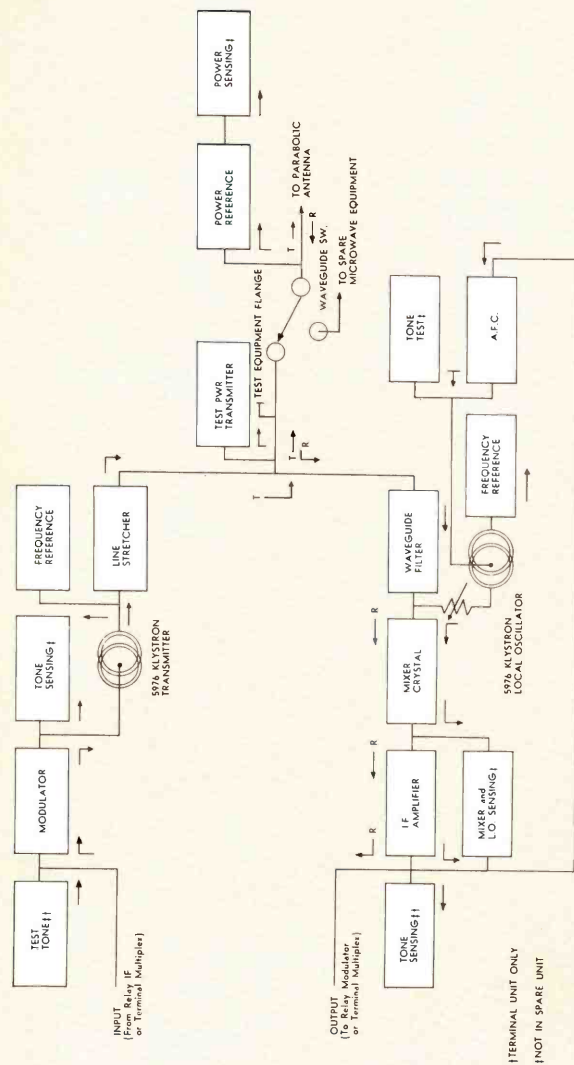 TEST
TONE‡†
MODULATOR
TONE
SENSING‡
FREQUENCY
REFERENCE
LINE
STRETCHER
5976 KLYSTRON
TRANSMITTER
INPUT
(From Relay IF
or Terminal Multiplex)
TEST PWR
TRANSMITTER
TEST EQUIPMENT FLANGE
POWER
REFERENCE
POWER
SENSING‡
T
T
TO PARABOLIC
ANTENNA
R
WAVEGUIDE SW.
TO SPARE
MICROWAVE EQUIPMENT
T
T
R
OUTPUT
(To Relay Modulator
or Terminal Multiplex)
R
R
R
TONE
SENSING‡†
IF
AMPLIFIER
MIXER and
L.O. SENSING‡
MIXER
CRYSTAL
WAVEGUIDE
FILTER
5976 KLYSTRON
LOCAL OSCILLATOR
FREQUENCY
REFERENCE
TONE
TEST‡
A.F.C.
†TERMINAL UNIT ONLY
‡NOT IN SPARE UNIT